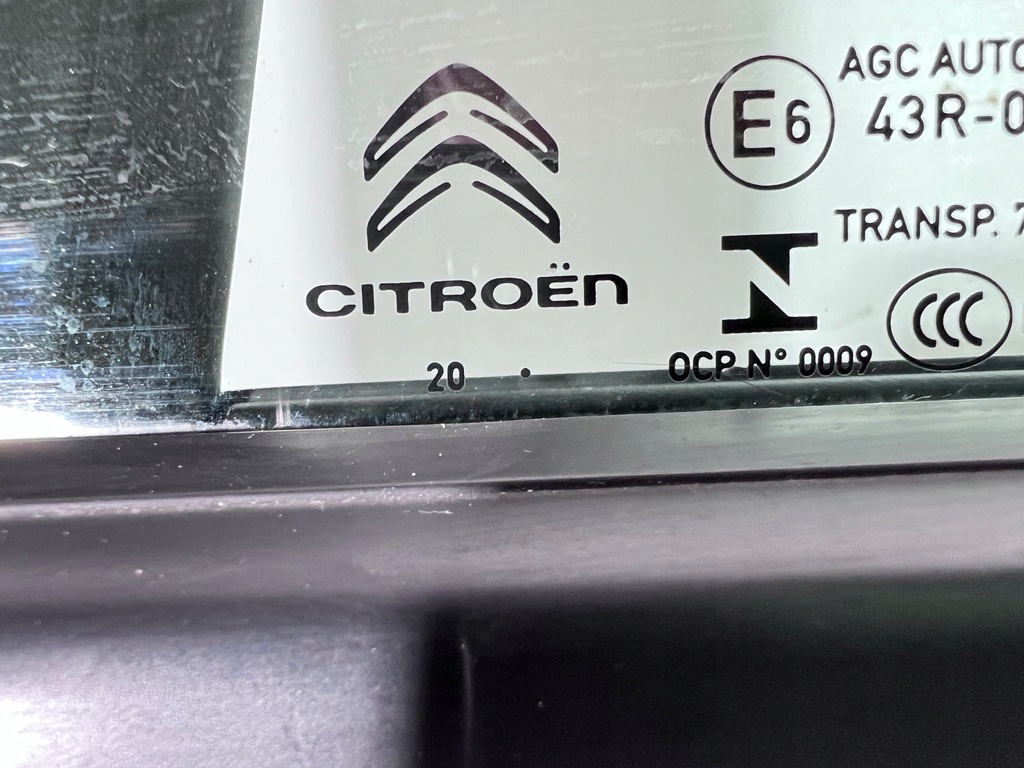 CITROËN
20 .
E6
AGC AUTO
43R-0
TRANSP. 7
OCP N° 0009
CCC